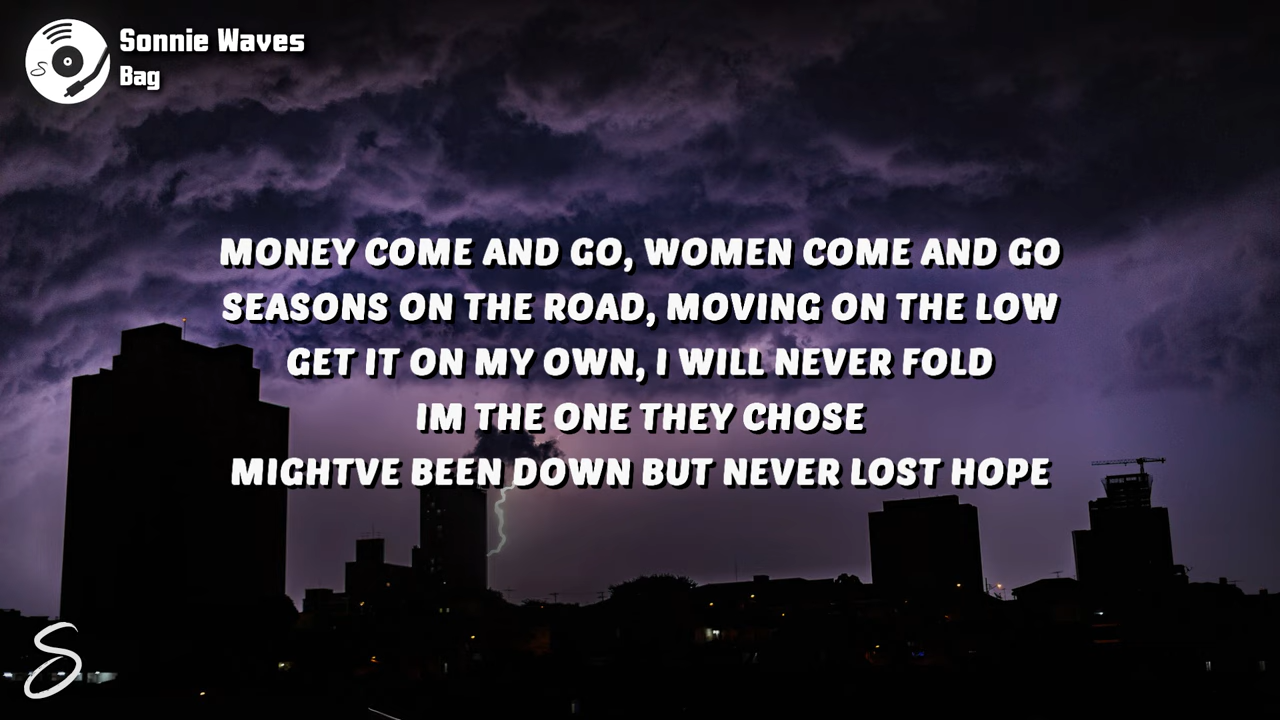 Sonnie Waves
Bag
MONEY COME AND GO, WOMEN COME AND GO
SEASONS ON THE ROAD, MOVING ON THE LOW
GET IT ON MY OWN, I WILL NEVER FOLD
IM THE ONE THEY CHOSE
MIGHTVE BEEN DOWN BUT NEVER LOST HOPE
S